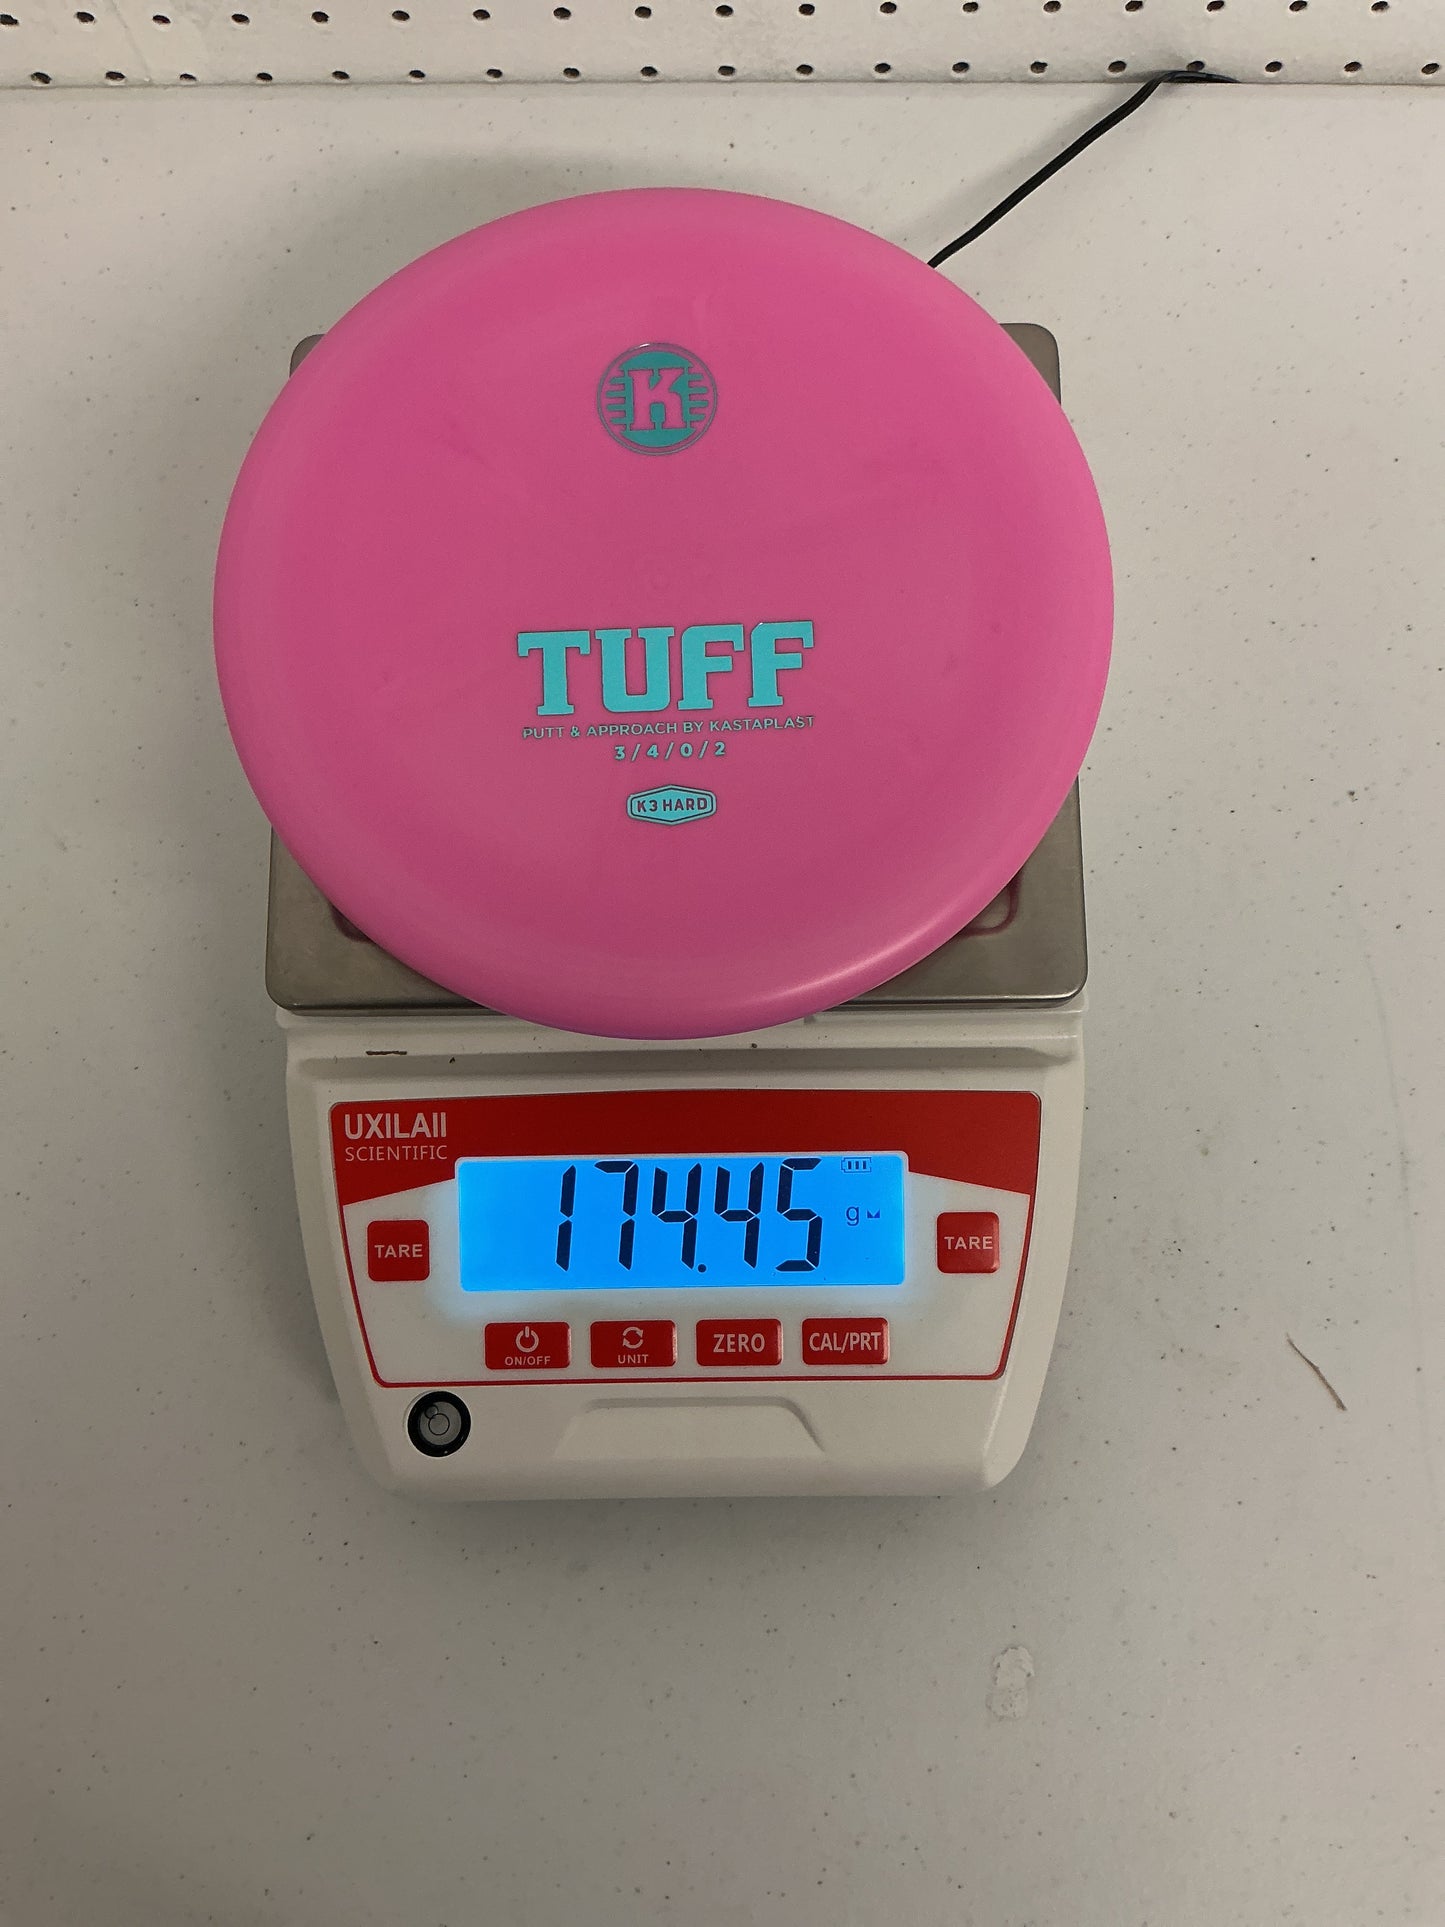 K
TUFF
PUTT & APPROACH BY KASTAPLAST
3 / 4 / 0 / 2
K3 HARD
UXILAII
SCIENTIFIC
174.45
g
TARE
TARE
ON/OFF
UNIT
ZERO
CAL/PRT